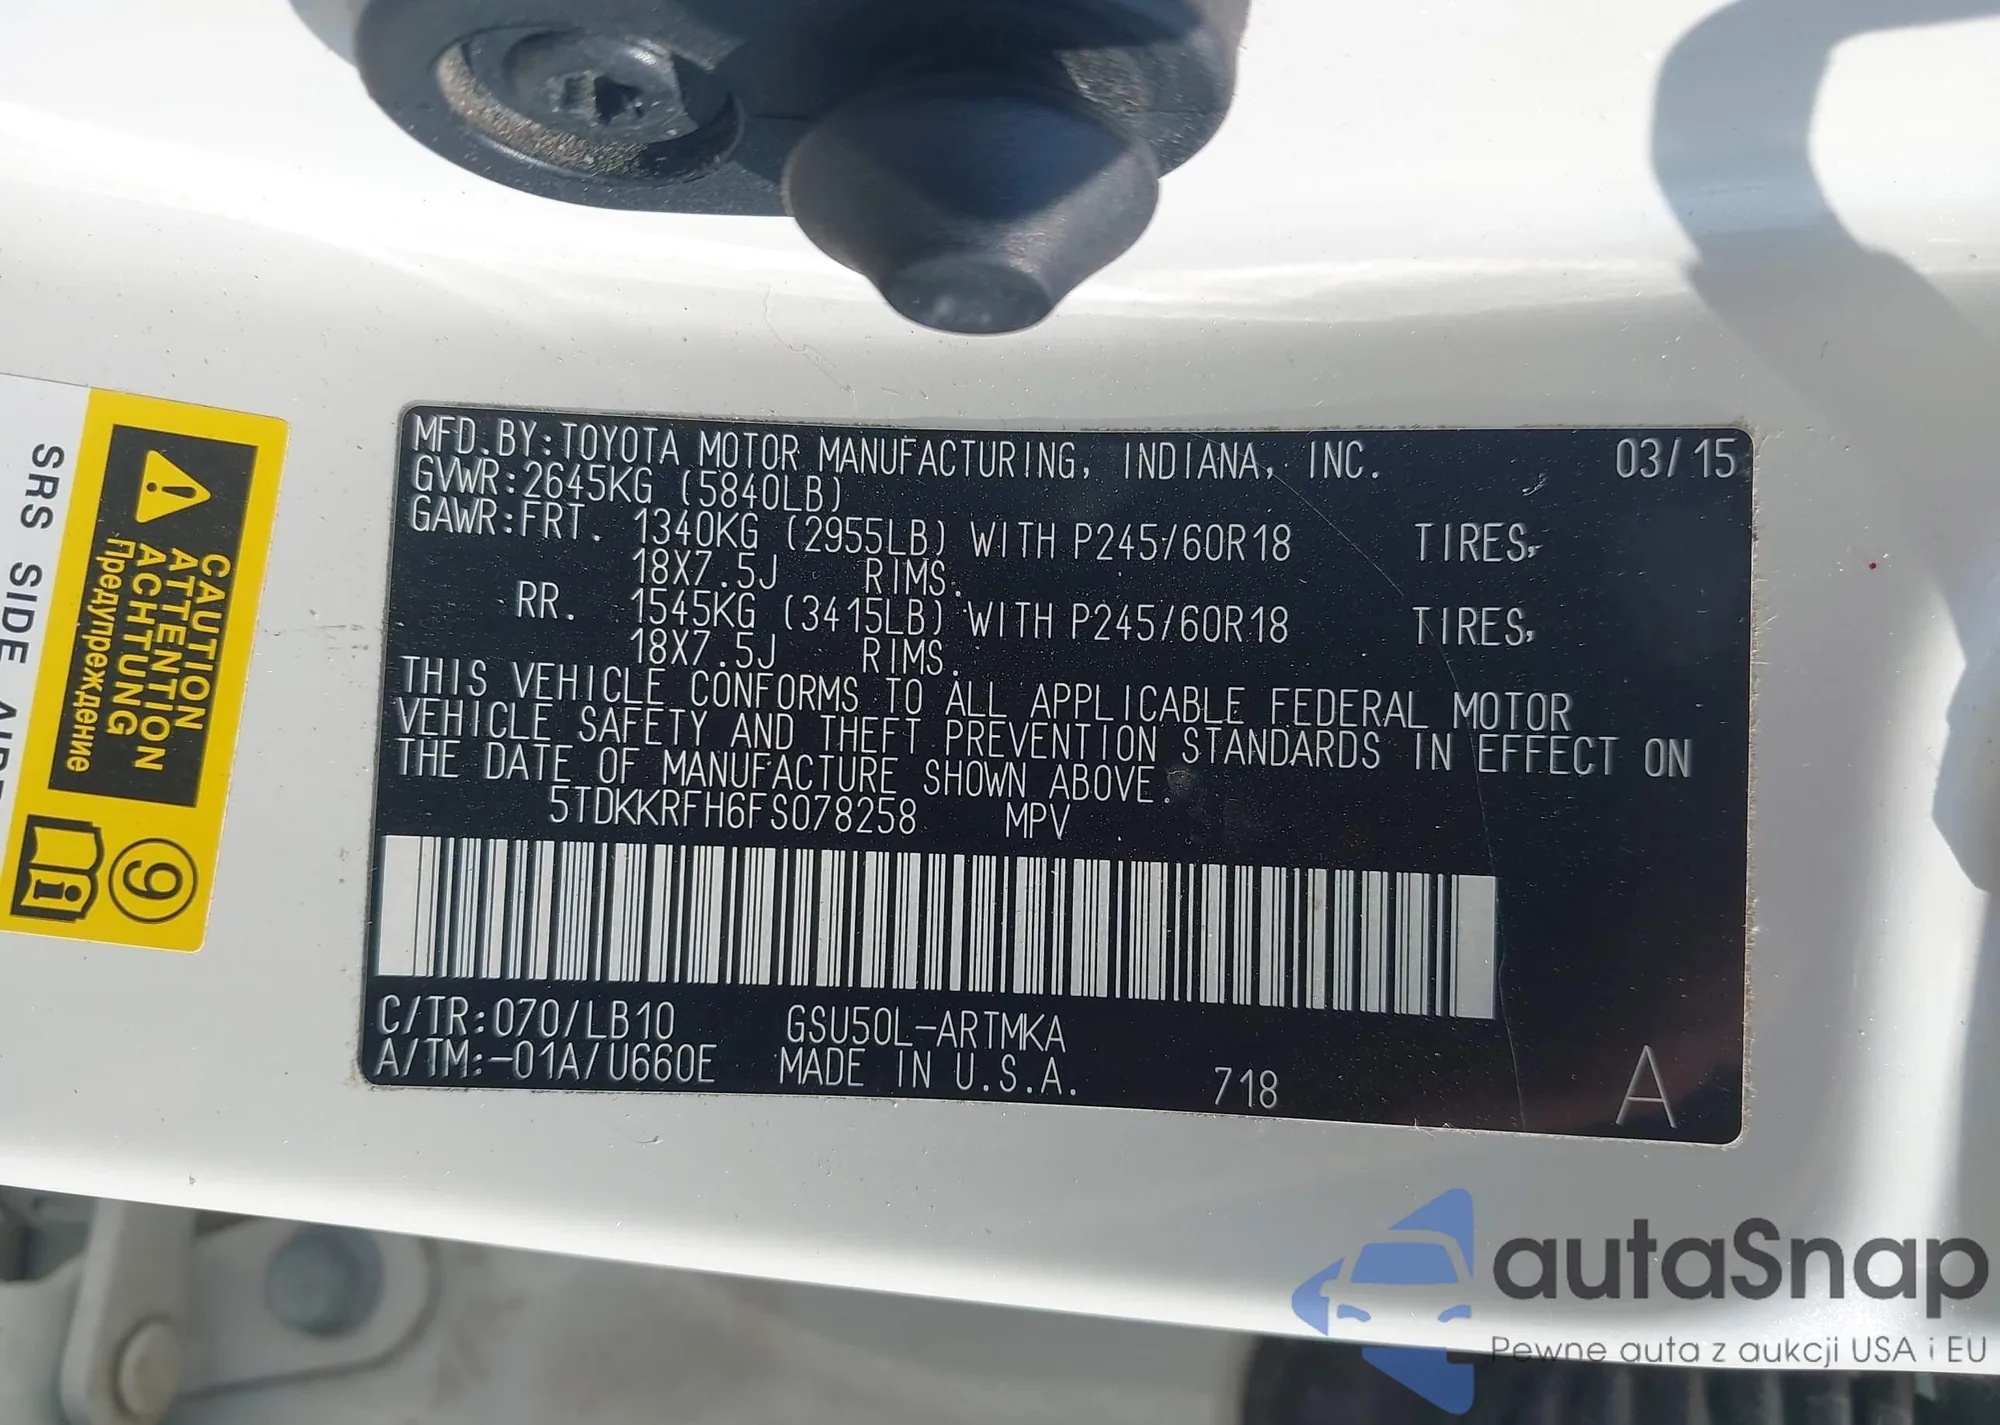 MFD.BY:TOYOTA MOTOR MANUFACTURING, INDIANA, INC. 03/15
GVWR:2645KG (5840LB)
GAWR:FRT. 1340KG (2955LB) WITH P245/60R18 TIRES,
18X7.5J RIMS.
RR. 1545KG (3415LB) WITH P245/60R18 TIRES,
18X7.5J RIMS.
THIS VEHICLE CONFORMS TO ALL APPLICABLE FEDERAL MOTOR
VEHICLE SAFETY AND THEFT PREVENTION STANDARDS IN EFFECT ON
THE DATE OF MANUFACTURE SHOWN ABOVE.
5TDKKRFH6FS078258 MPV
C/TR:070/LB10 GSU50L-ARTMKA
A/TM:-01A/U660E MADE IN U.S.A. 718 A
CAUTION
ATTENTION
ACHTUNG
Предупреждение
9
SRS SIDE
autaSnap
Pewne auta z aukcji USA i EU